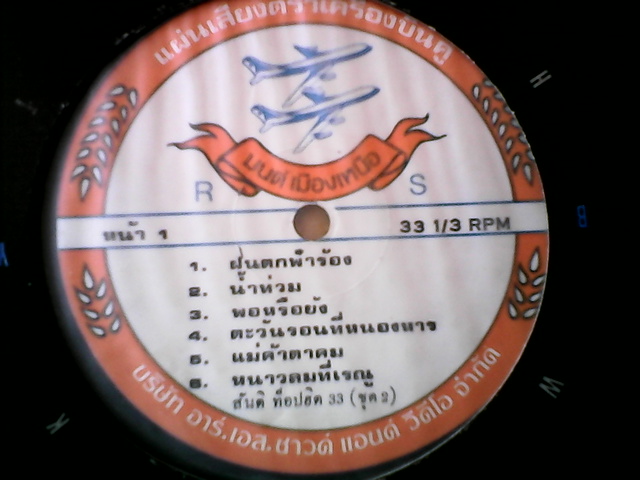 แผ่นเสียงตราเครื่องบินคู่
มนต์เมืองเหนือ
R S
หน้า 1 33 1/3 RPM
1. ฝนตกฟ้าร้อง
2. น้ำท่วม
3. พอหรือยัง
4. ตะวันรอนที่หนองหาร
5. แม่ค้าตาคม
6. หนาวลมที่เรณู
สันติ ท็อปฮิต 33 (ชุด 2)
บริษัท อาร์.เอส.ซาวด์ แอนด์ วีดีโอ จำกัด
H
B
W
K